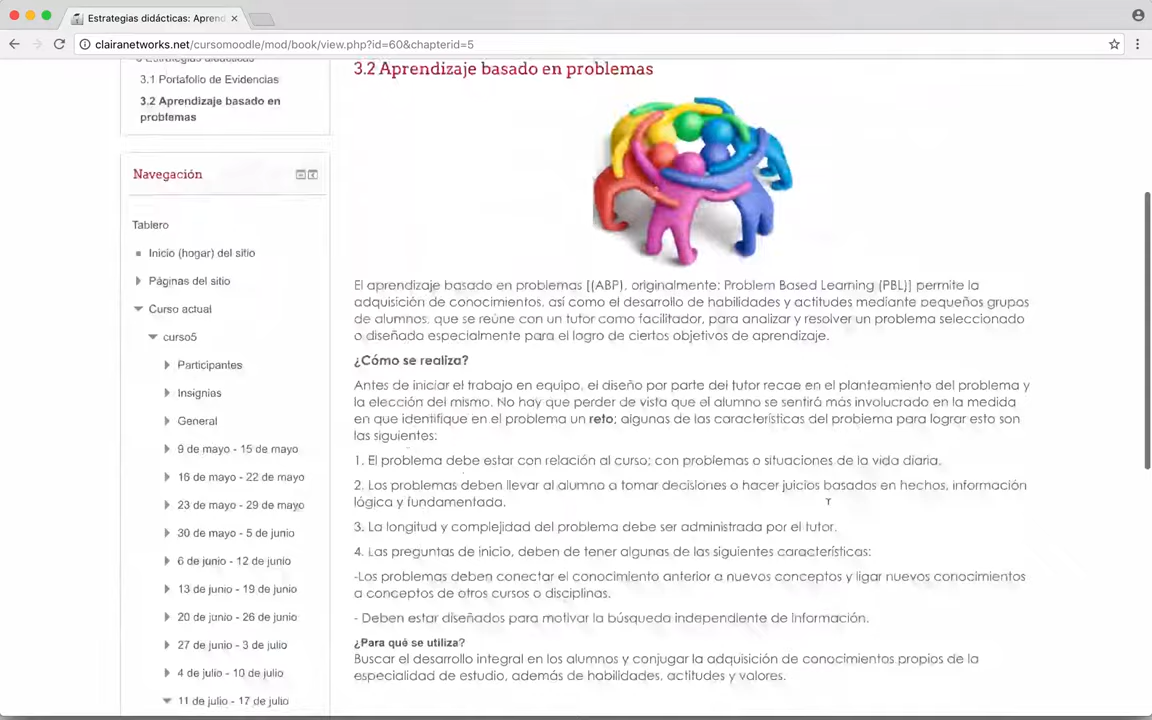 Estrategias didácticas: Aprend
clairanetworks.net/cursomoodle/mod/book/view.php?id=60&chapterid=5
3.1 Portafolio de Evidencias
3.2 Aprendizaje basado en
problemas
Navegación
Tablero
Inicio (hogar) del sitio
Páginas del sitio
Curso actual
curso5
Participantes
Insignias
General
9 de mayo - 15 de mayo
16 de mayo - 22 de mayo
23 de mayo - 29 de mayo
30 de mayo - 5 de junio
6 de junio - 12 de junio
13 de junio - 19 de junio
20 de junio - 26 de junio
27 de junio - 3 de julio
4 de julio - 10 de julio
11 de julio - 17 de julio
3.2 Aprendizaje basado en problemas
El aprendizaje basado en problemas [(ABP), originalmente: Problem Based Learning (PBL)] permite la
adquisición de conocimientos, así como el desarrollo de habilidades y actitudes mediante pequeños grupos
de alumnos, que se reúne con un tutor como facilitador, para analizar y resolver un problema seleccionado
o diseñada especialmente para el logro de ciertos objetivos de aprendizaje.
¿Cómo se realiza?
Antes de iniciar el trabajo en equipo, el diseño por parte del tutor recae en el planteamiento del problema y
la elección del mismo. No hay que perder de vista que el alumno se sentirá más involucrado en la medida
en que identifique en el problema un reto; algunas de las características del problema para lograr esto son
las siguientes:
1. El problema debe estar con relación al curso; con problemas o situaciones de la vida diaria.
2. Los problemas deben llevar al alumno a tomar decisiones o hacer juicios basados en hechos, información
lógica y fundamentada.
3. La longitud y complejidad del problema debe ser administrada por el tutor.
4. Las preguntas de inicio, deben de tener algunas de las siguientes características:
-Los problemas deben conectar el conocimiento anterior a nuevos conceptos y ligar nuevos conocimientos
a conceptos de otros cursos o disciplinas.
- Deben estar diseñados para motivar la búsqueda independiente de información.
¿Para qué se utiliza?
Buscar el desarrollo integral en los alumnos y conjugar la adquisición de conocimientos propios de la
especialidad de estudio, además de habilidades, actitudes y valores.